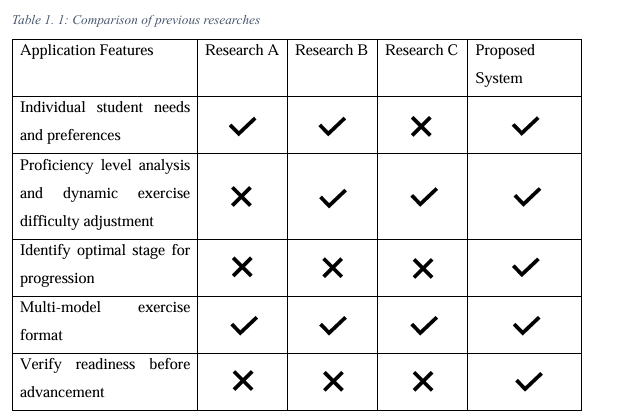 Table 1. 1: Comparison of previous researches
Application Features Research A Research B Research C Proposed
System
Individual student needs
and preferences
Proficiency level analysis
and dynamic exercise
difficulty adjustment
Identify optimal stage for
progression
Multi-model exercise
format
Verify readiness before
advancement